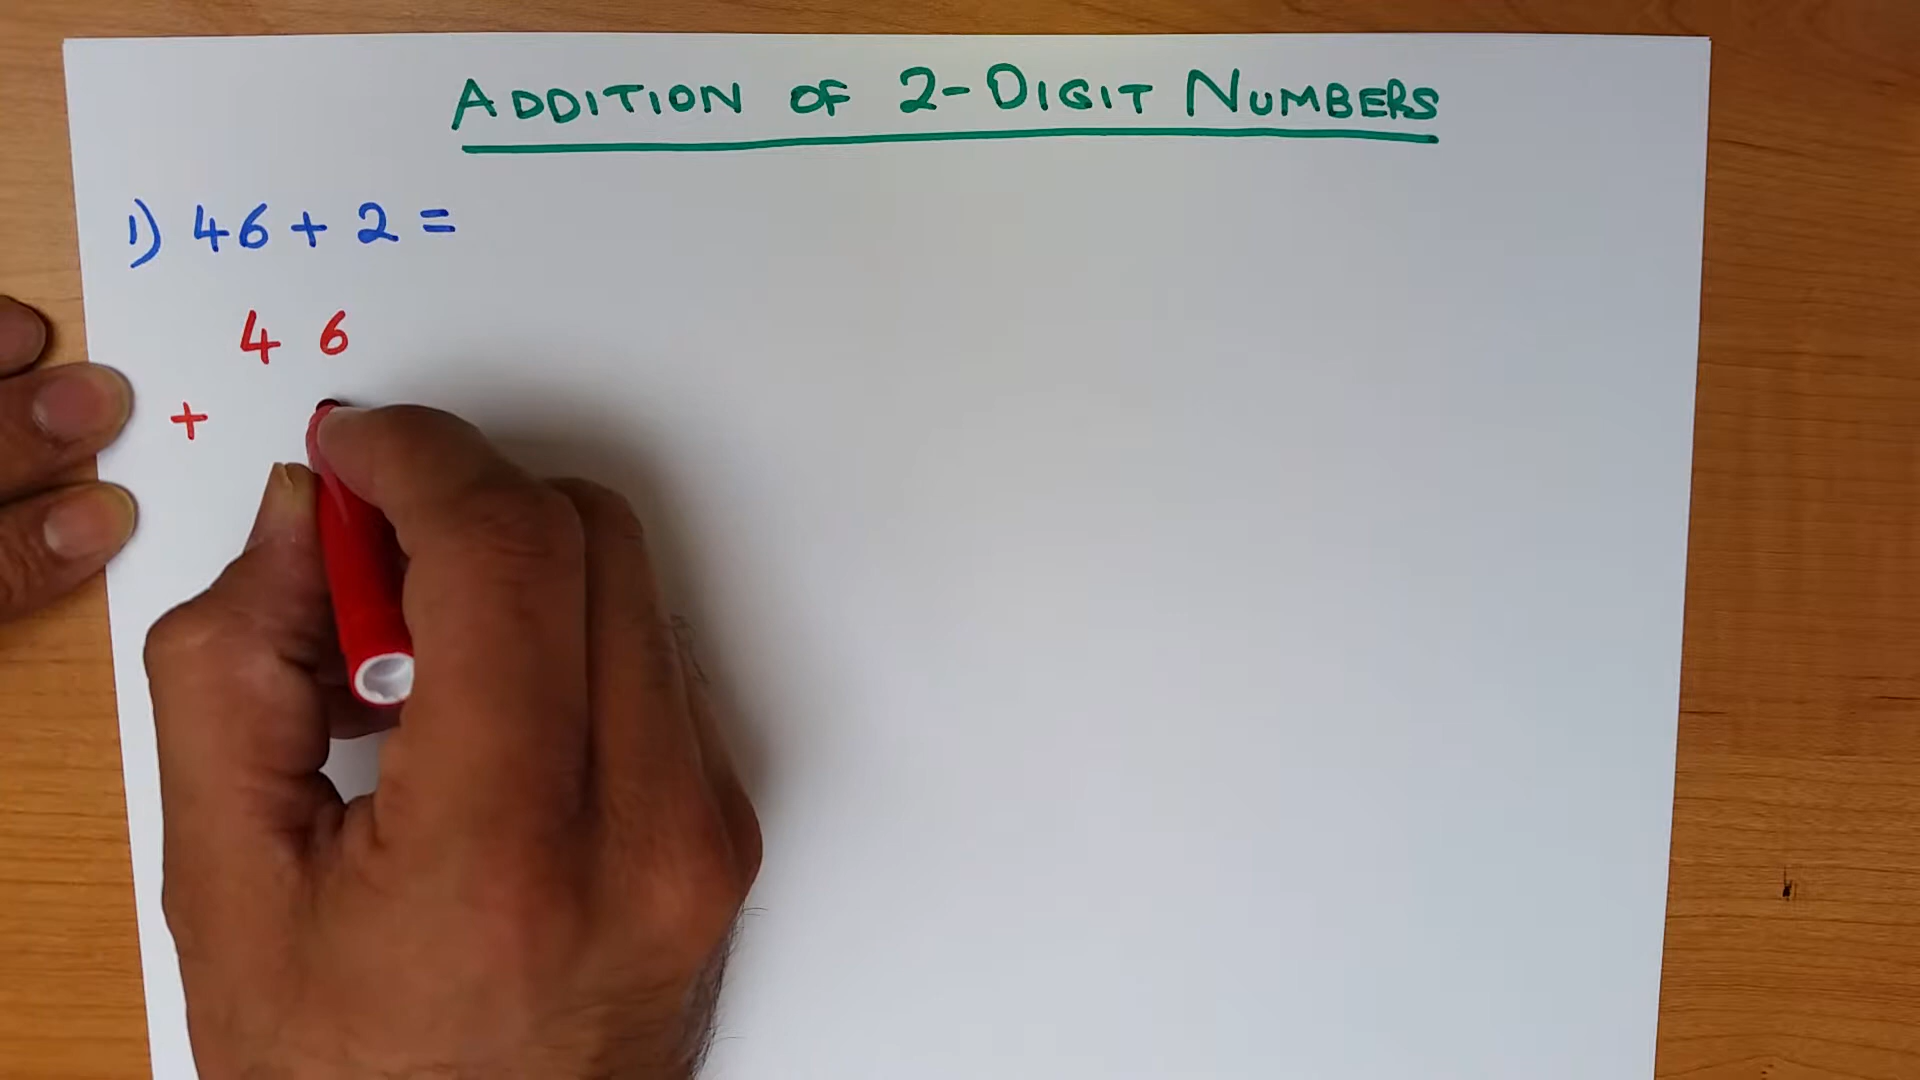 ADDITION OF 2-DIGIT NUMBERS
1) 46 + 2 =
4 6
+